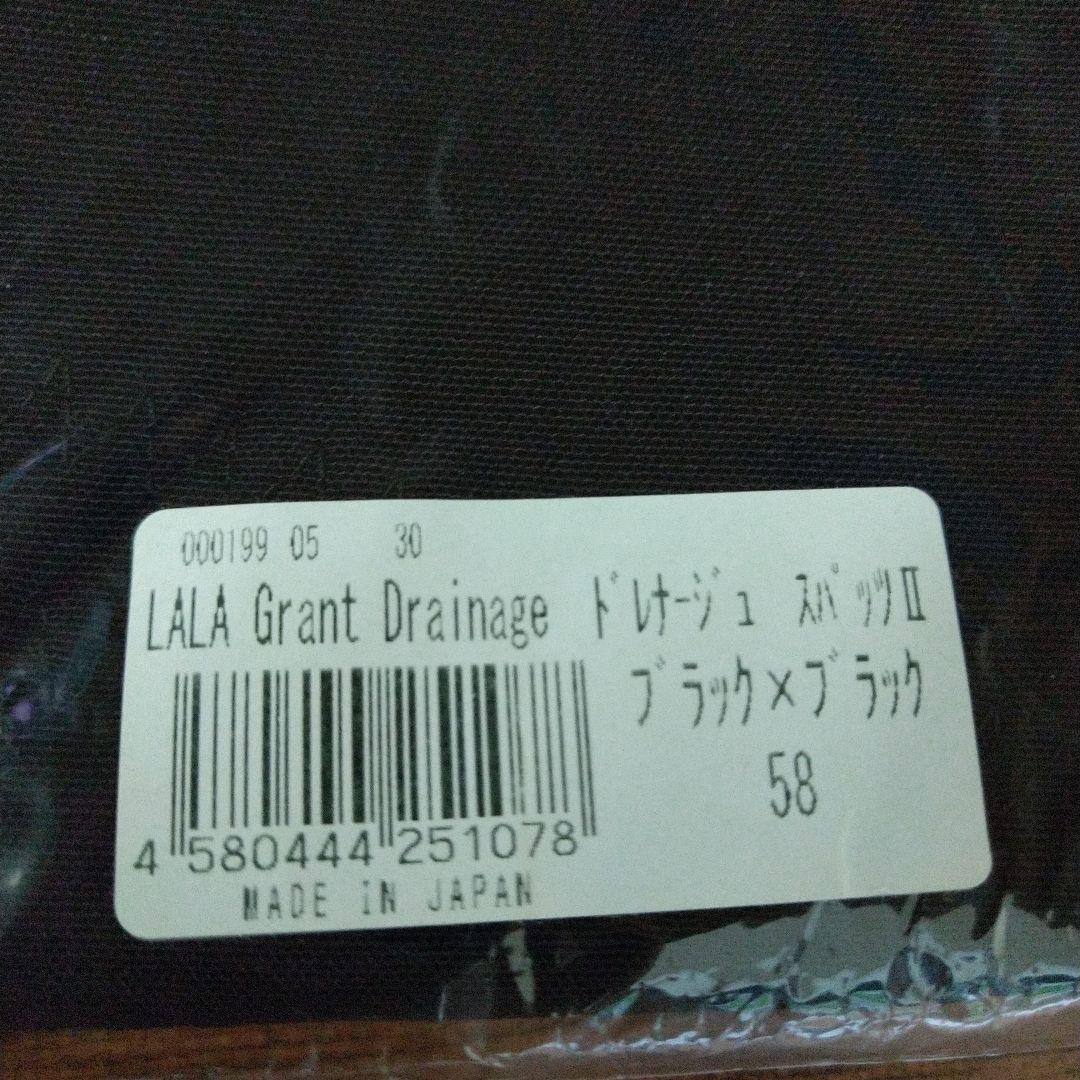 000199 05 30
LALA Grant Drainage ﾄﾞﾚﾅｰｼﾞｭ ｽﾊﾟｯﾂⅡ
ﾌﾞﾗｯｸ×ﾌﾞﾗｯｸ
58
4 580444 251078
MADE IN JAPAN